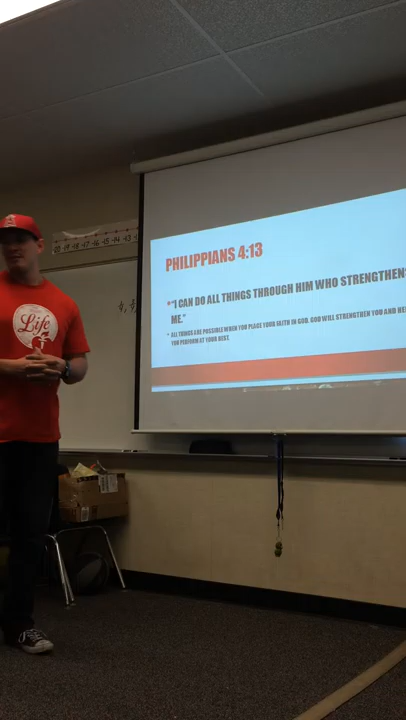 PHILIPPIANS 4:13
"I CAN DO ALL THINGS THROUGH HIM WHO STRENGTHENS
ME."
ALL THINGS ARE POSSIBLE WHEN YOU PLACE YOUR FAITH IN GOD. GOD WILL STRENGTHEN YOU AND
YOU PERFORM AT YOUR BEST.
Life